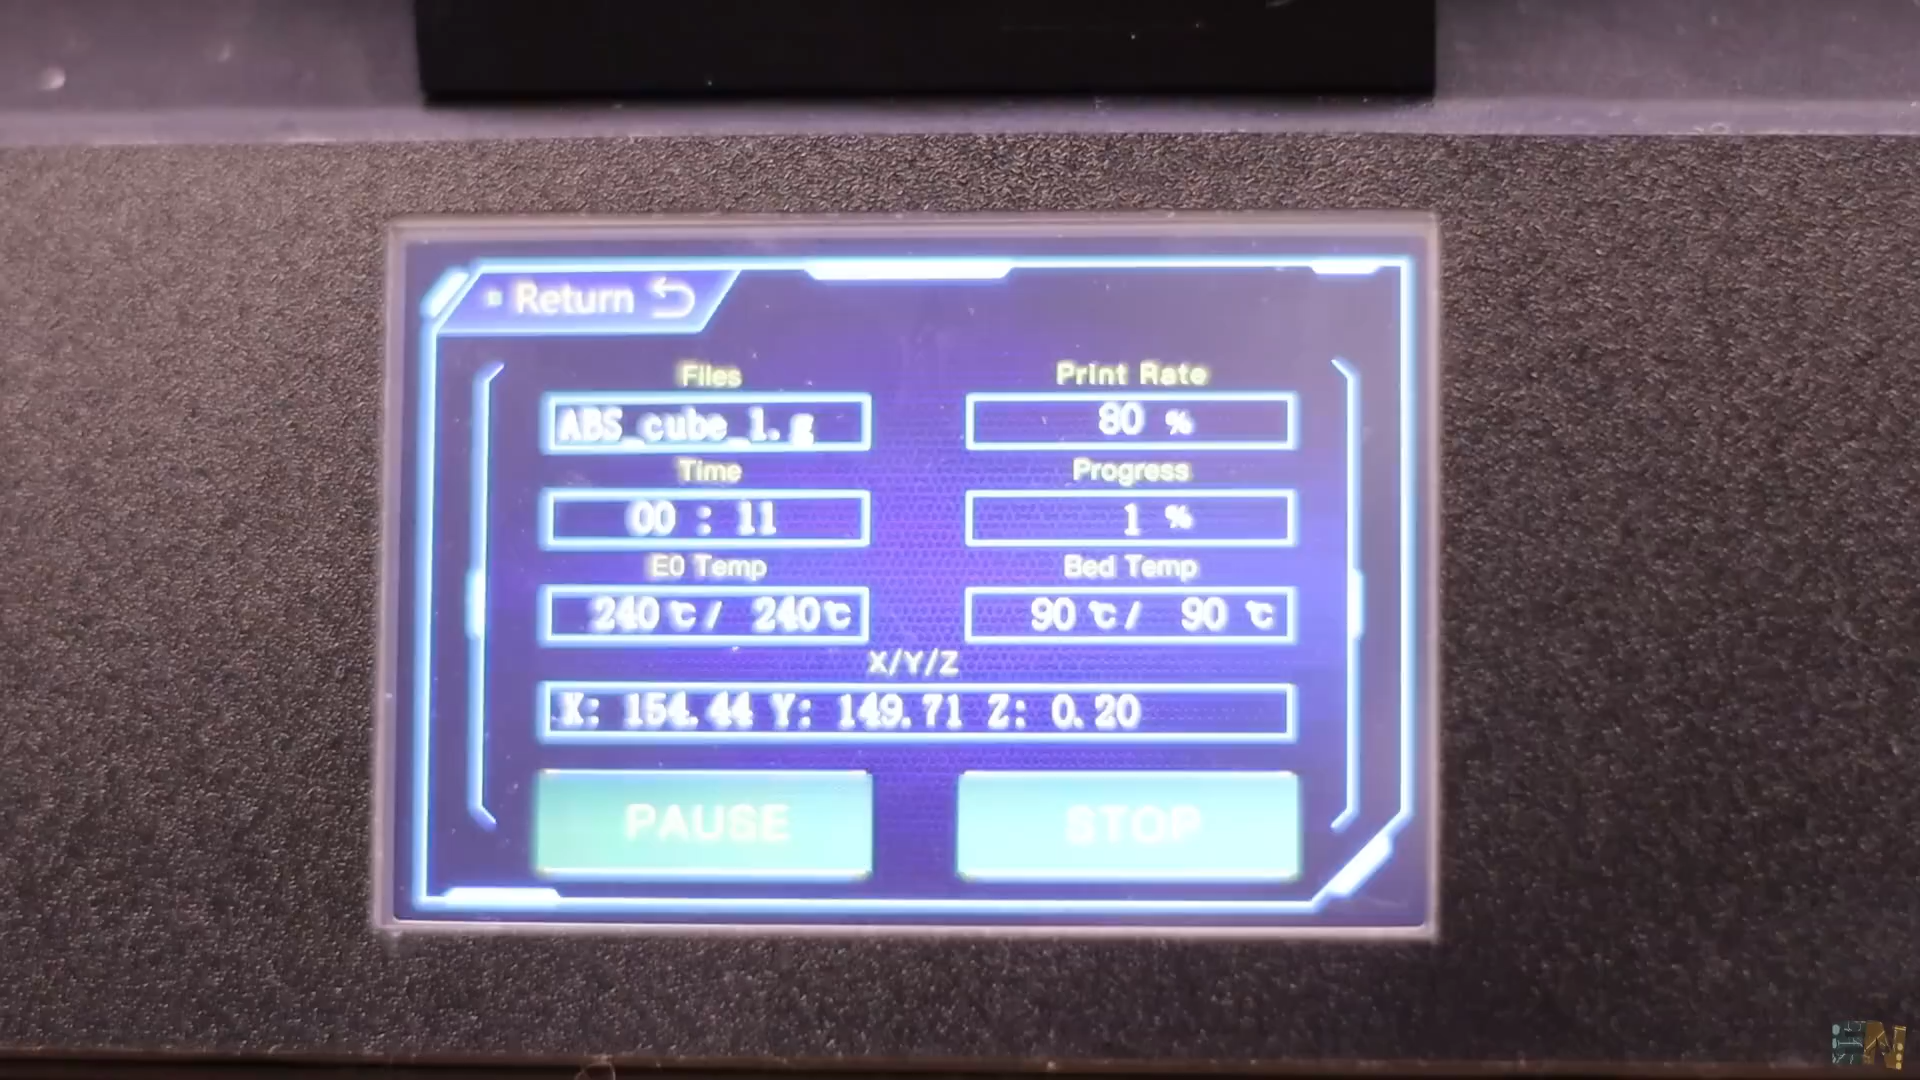 Return
Files Print Rate
ABS_cube_1.g 80 %
Time Progress
00 : 11 1 %
E0 Temp Bed Temp
240℃/ 240℃ 90℃/ 90℃
X/Y/Z
X: 154.44 Y: 149.71 Z: 0.20
PAUSE STOP
EN